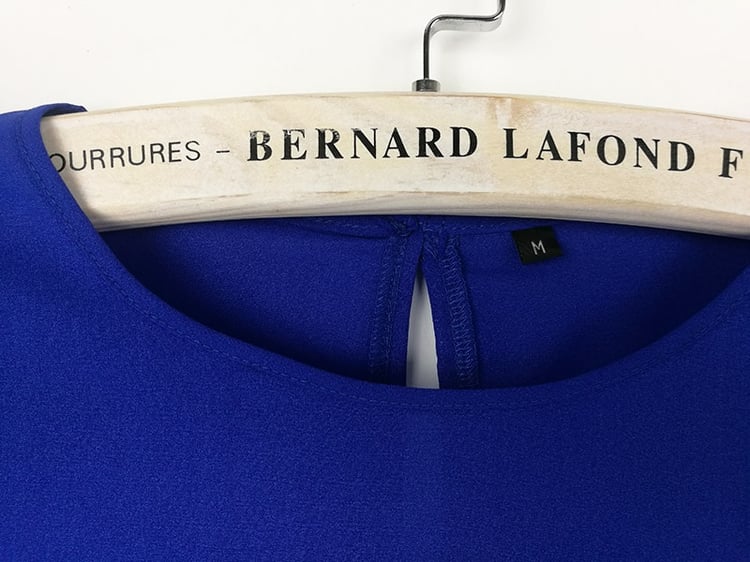 OURRURES – BERNARD LAFOND F
M